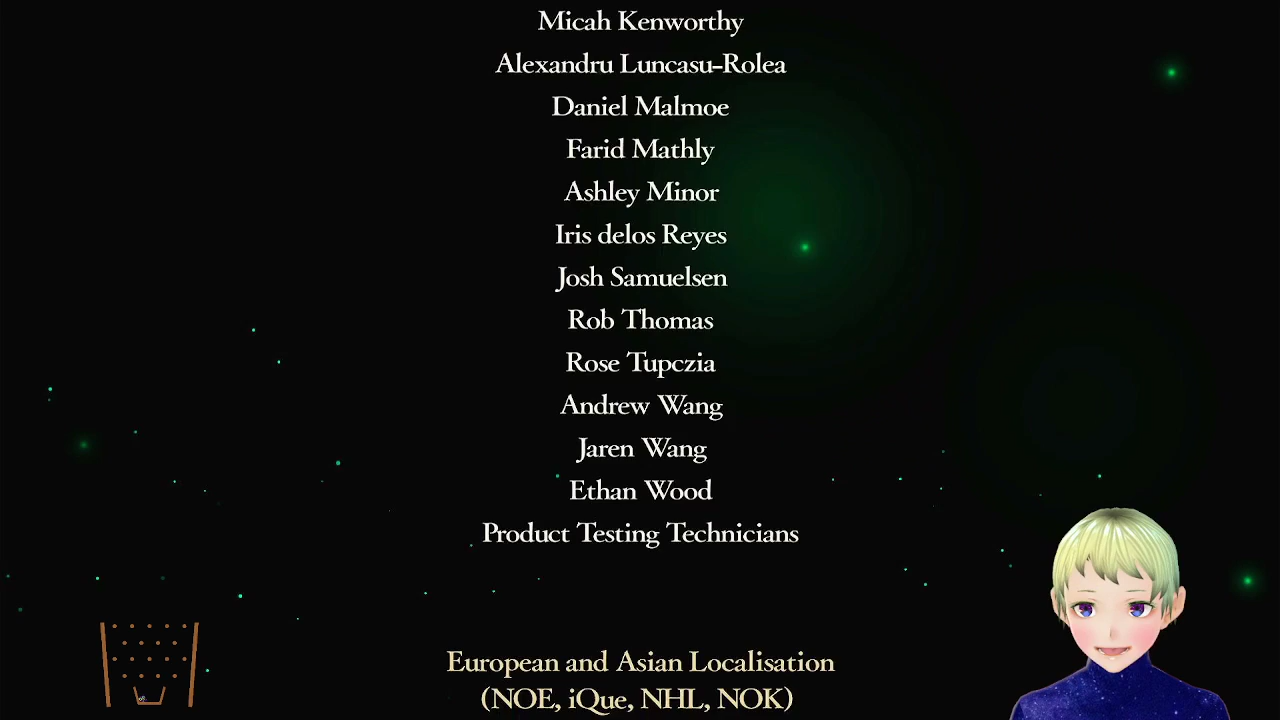 Micah Kenworthy
Alexandru Luncasu-Rolea
Daniel Malmoe
Farid Mathly
Ashley Minor
Iris delos Reyes
Josh Samuelsen
Rob Thomas
Rose Tupczia
Andrew Wang
Jaren Wang
Ethan Wood
Product Testing Technicians
European and Asian Localisation
(NOE, iQue, NHL, NOK)